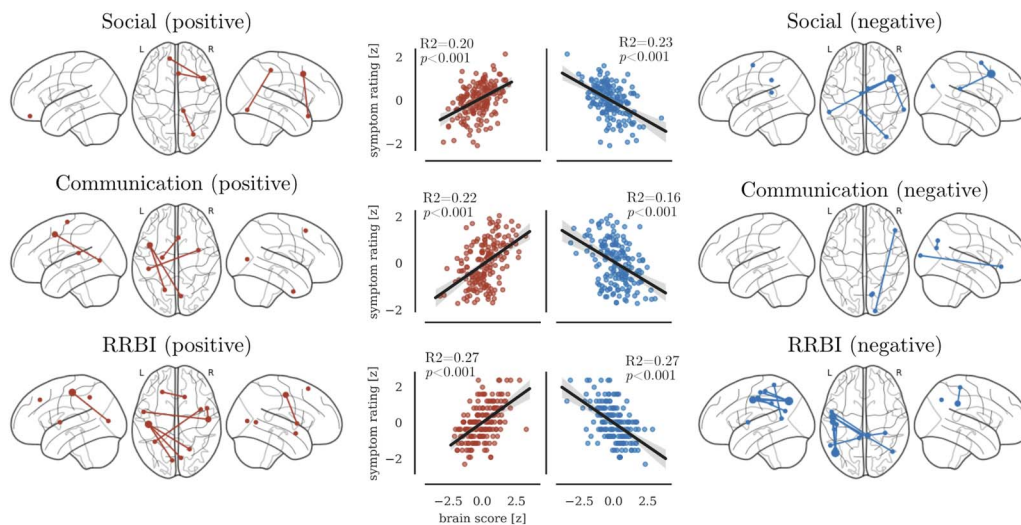 Social (positive)
Social (negative)
L R
R2=0.20
p<0.001
R2=0.23
p<0.001
L R
symptom rating [z]
2
0
−2
Communication (positive)
Communication (negative)
L R
R2=0.22
p<0.001
R2=0.16
p<0.001
L R
symptom rating [z]
2
0
−2
RRBI (positive)
RRBI (negative)
L R
R2=0.27
p<0.001
R2=0.27
p<0.001
L R
symptom rating [z]
2
0
−2
−2.5 0.0 2.5
−2.5 0.0 2.5
brain score [z]